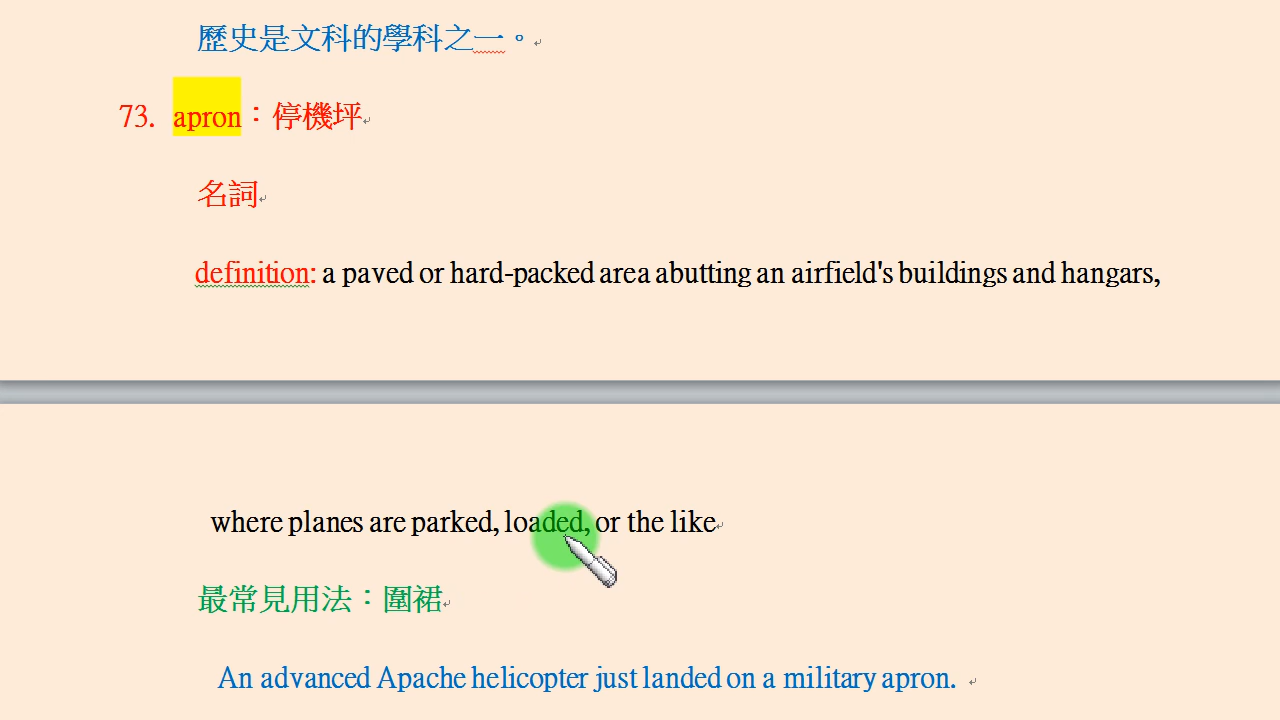 歷史是文科的學科之一。
73. apron：停機坪
名詞
definition: a paved or hard-packed area abutting an airfield's buildings and hangars,
where planes are parked, loaded, or the like
最常見用法：圍裙
An advanced Apache helicopter just landed on a military apron.